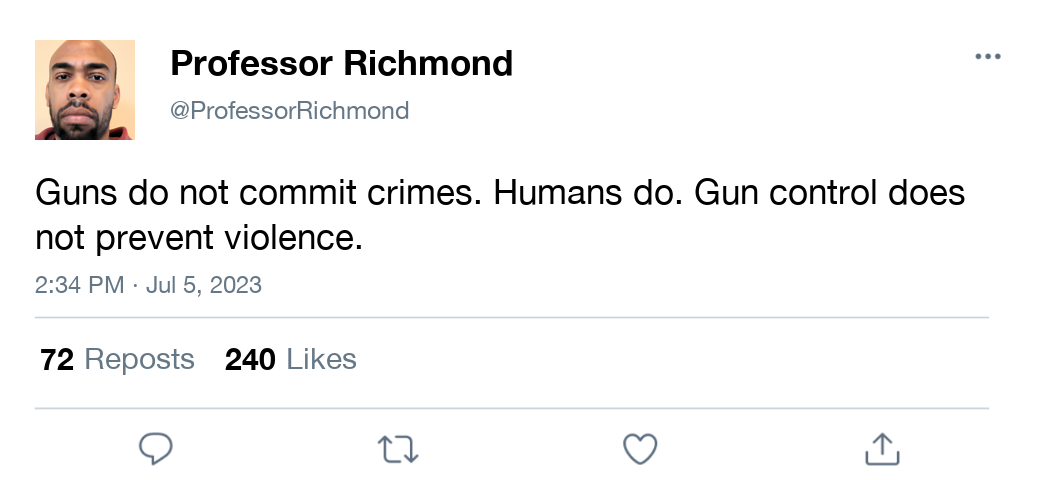 Professor Richmond
@ProfessorRichmond
Guns do not commit crimes. Humans do. Gun control does
not prevent violence.
2:34 PM · Jul 5, 2023
72 Reposts 240 Likes